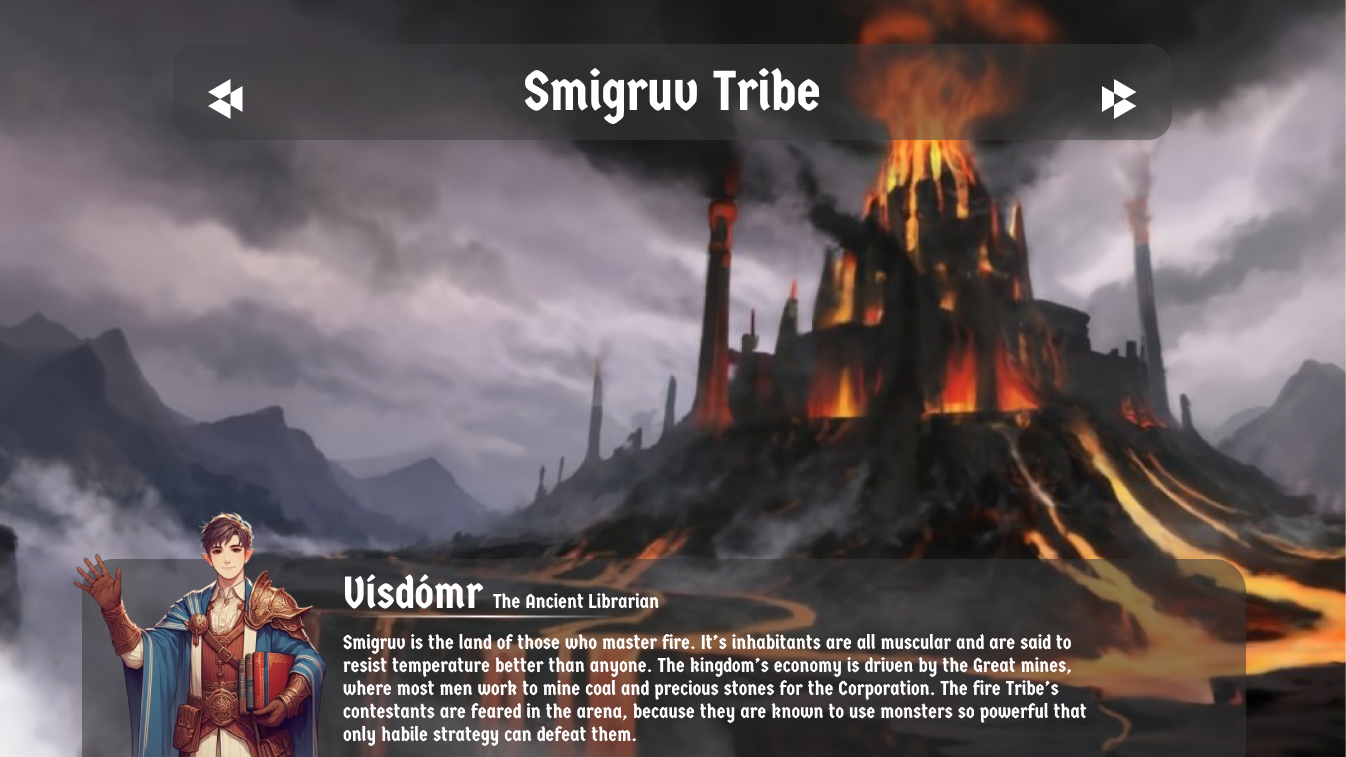 Smigruv Tribe
Vísdómr The Ancient Librarian
Smigruv is the land of those who master fire. It's inhabitants are all muscular and are said to
resist temperature better than anyone. The kingdom's economy is driven by the Great mines,
where most men work to mine coal and precious stones for the Corporation. The fire Tribe's
contestants are feared in the arena, because they are known to use monsters so powerful that
only habile strategy can defeat them.